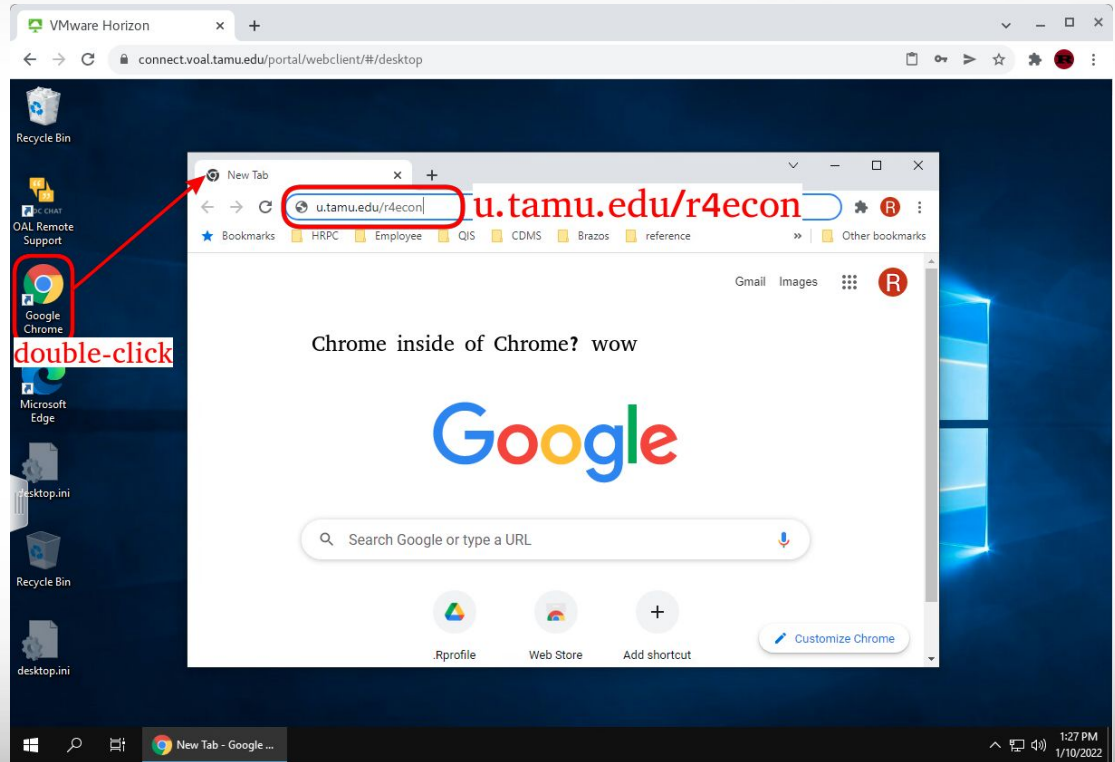 VMware Horizon
connect.voal.tamu.edu/portal/webclient/#/desktop
Recycle Bin
OAL Remote
Support
Google
Chrome
double-click
Microsoft
Edge
desktop.ini
Recycle Bin
desktop.ini
New Tab
u.tamu.edu/r4econ
u.tamu.edu/r4econ
R
Bookmarks HRPC Employee QIS CDMS Brazos reference » Other bookmarks
Gmail Images R
Chrome inside of Chrome? wow
Google
Search Google or type a URL
.Rprofile Web Store Add shortcut
Customize Chrome
New Tab - Google ...
1:27 PM
1/10/2022